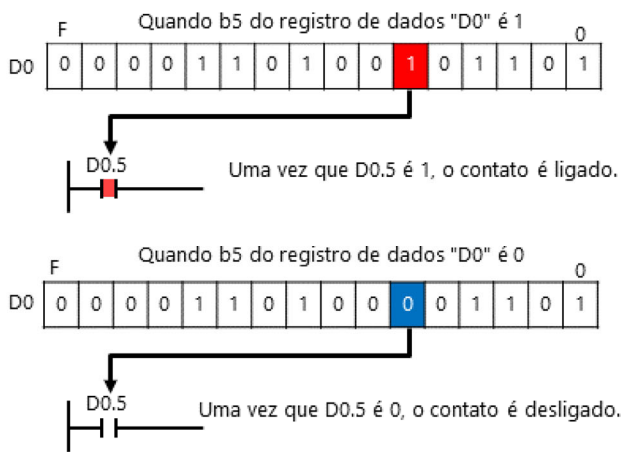 Quando b5 do registro de dados "D0" é 1
F 0
D0 0 0 0 0 1 1 0 1 0 0 1 0 1 1 0 1
D0.5
Uma vez que D0.5 é 1, o contato é ligado.
Quando b5 do registro de dados "D0" é 0
F 0
D0 0 0 0 0 1 1 0 1 0 0 0 0 1 1 0 1
D0.5
Uma vez que D0.5 é 0, o contato é desligado.